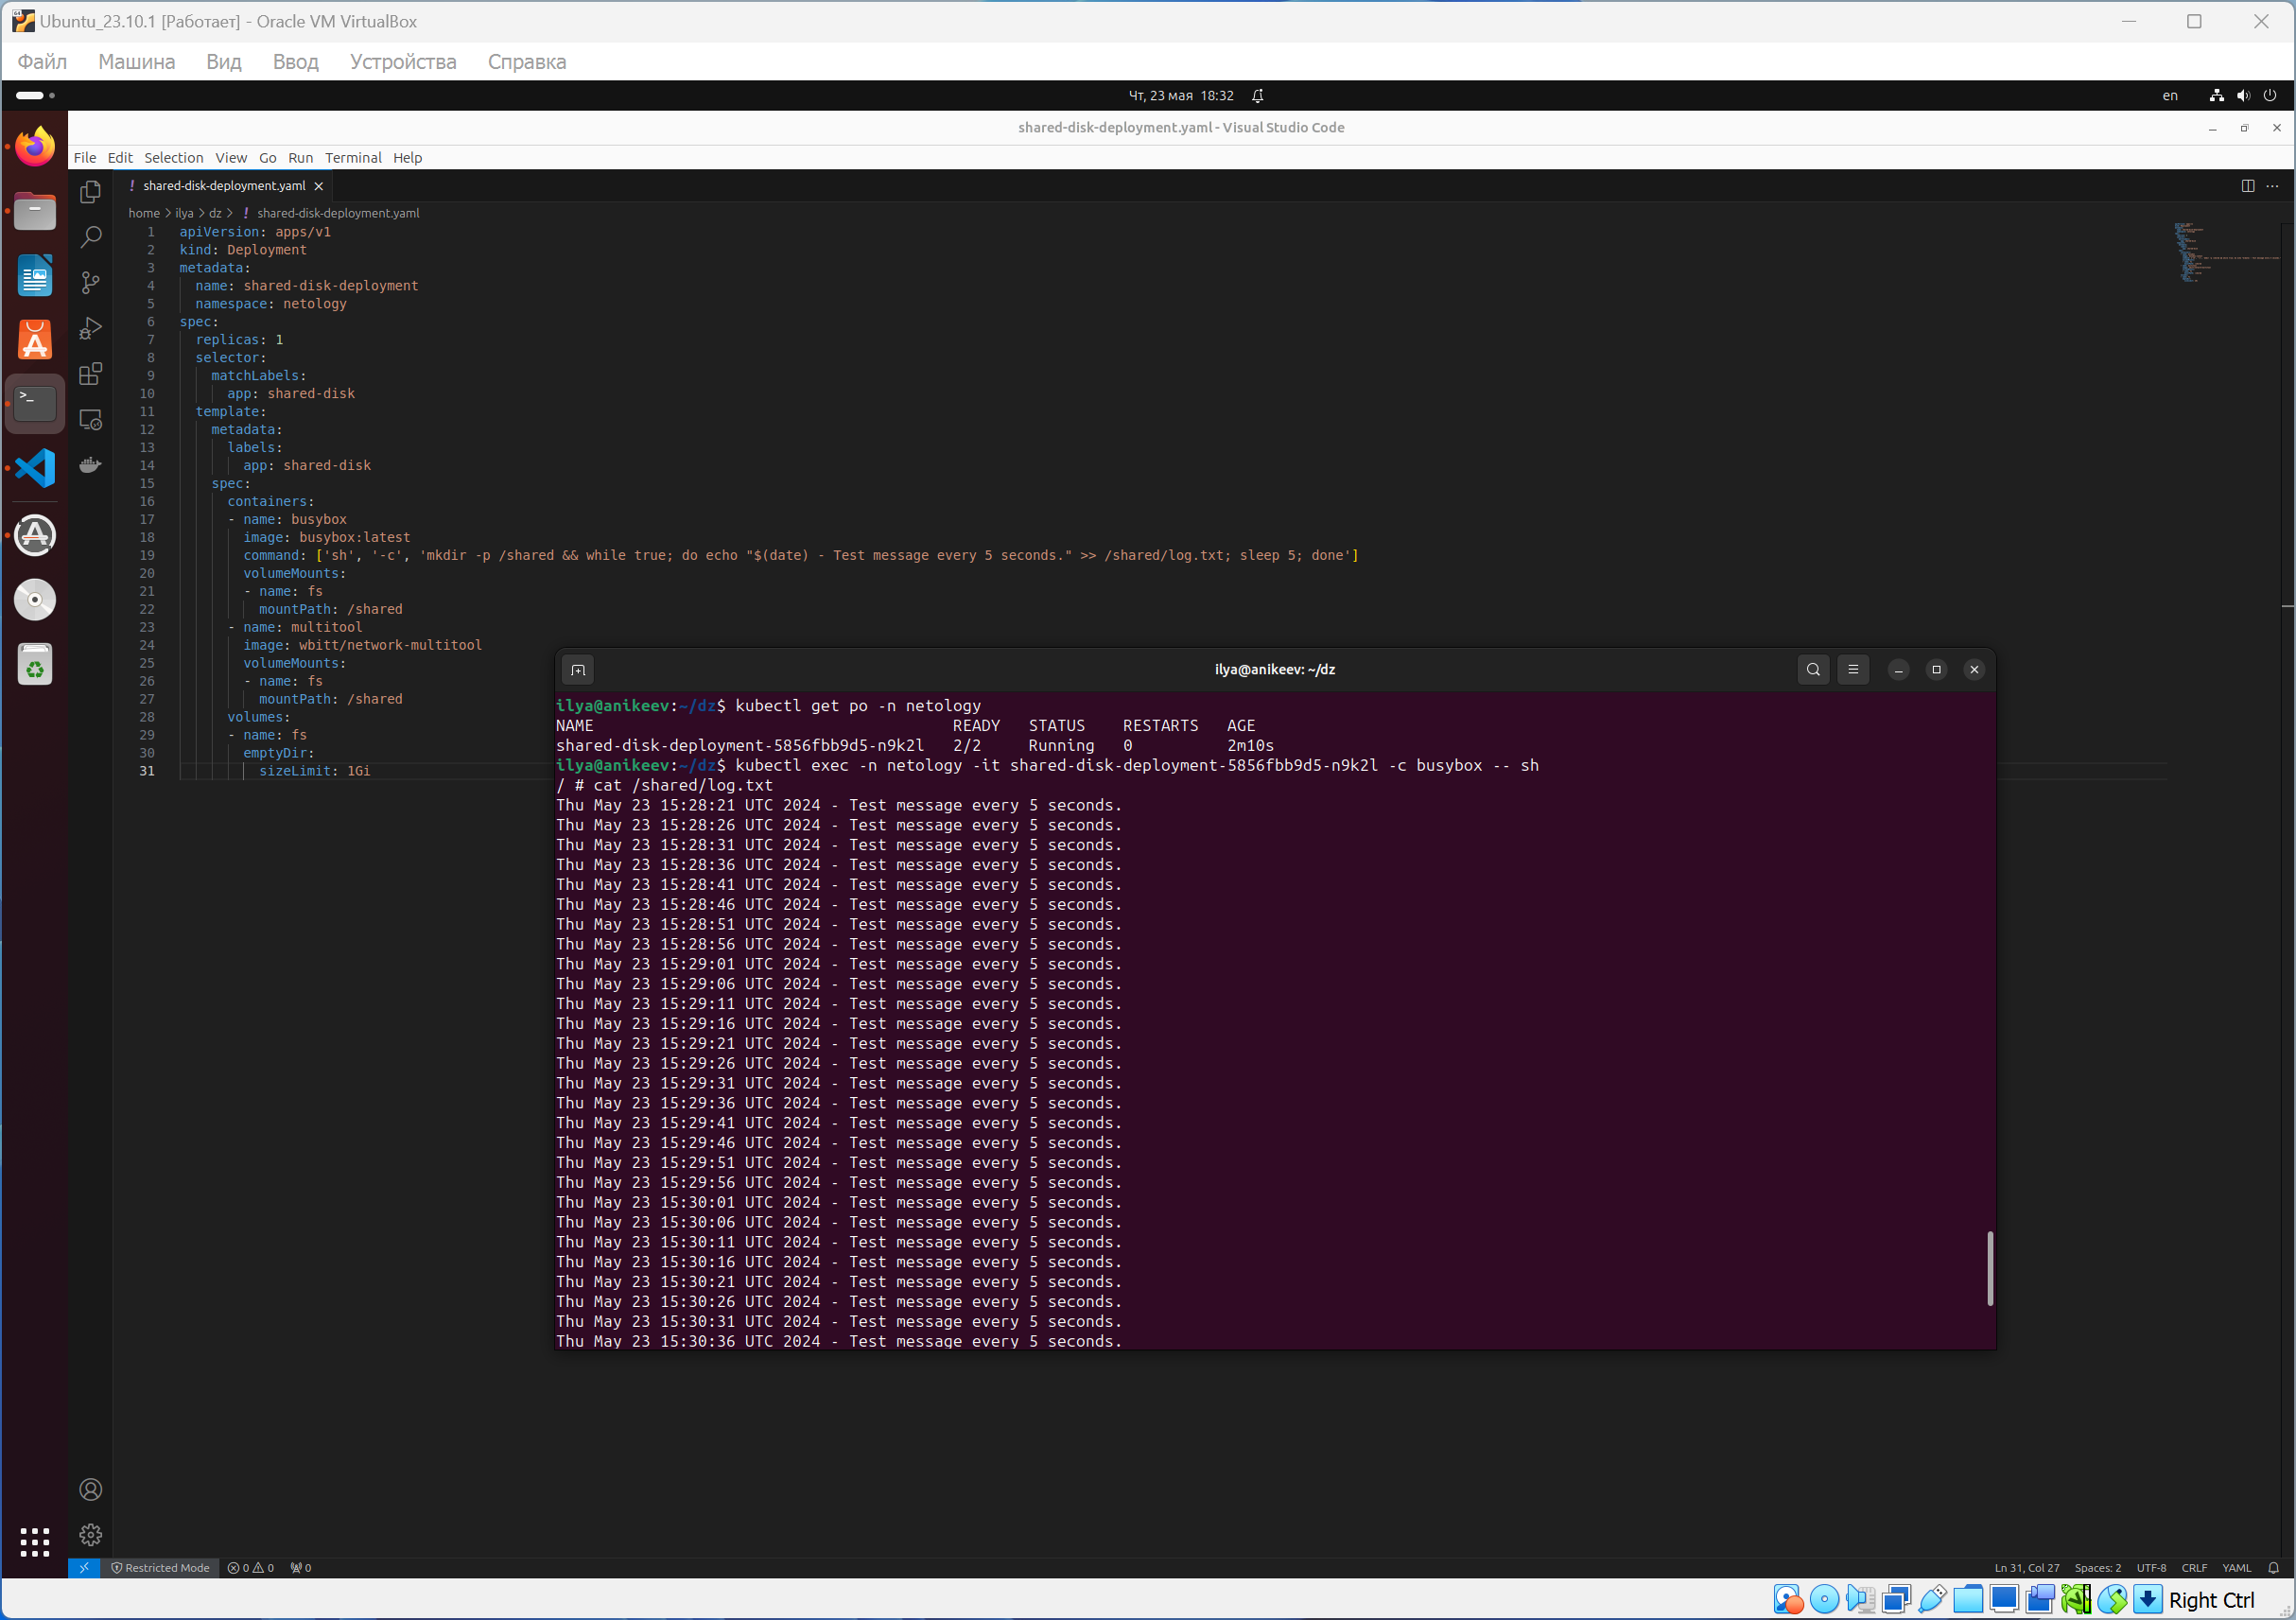 Ubuntu_23.10.1 [Работает] - Oracle VM VirtualBox
Файл Машина Вид Ввод Устройства Справка
Чт, 23 мая 18:32
en
shared-disk-deployment.yaml - Visual Studio Code
File Edit Selection View Go Run Terminal Help
! shared-disk-deployment.yaml
home > ilya > dz > ! shared-disk-deployment.yaml
1 apiVersion: apps/v1
2 kind: Deployment
3 metadata:
4 name: shared-disk-deployment
5 namespace: netology
6 spec:
7 replicas: 1
8 selector:
9 matchLabels:
10 app: shared-disk
11 template:
12 metadata:
13 labels:
14 app: shared-disk
15 spec:
16 containers:
17 - name: busybox
18 image: busybox:latest
19 command: ['sh', '-c', 'mkdir -p /shared && while true; do echo "$(date) - Test message every 5 seconds." >> /shared/log.txt; sleep 5; done']
20 volumeMounts:
21 - name: fs
22 mountPath: /shared
23 - name: multitool
24 image: wbitt/network-multitool
25 volumeMounts:
26 - name: fs
27 mountPath: /shared
28 volumes:
29 - name: fs
30 emptyDir:
31 sizeLimit: 1Gi
ilya@anikeev: ~/dz
ilya@anikeev:~/dz$ kubectl get po -n netology
NAME READY STATUS RESTARTS AGE
shared-disk-deployment-5856fbb9d5-n9k2l 2/2 Running 0 2m10s
ilya@anikeev:~/dz$ kubectl exec -n netology -it shared-disk-deployment-5856fbb9d5-n9k2l -c busybox -- sh
/ # cat /shared/log.txt
Thu May 23 15:28:21 UTC 2024 - Test message every 5 seconds.
Thu May 23 15:28:26 UTC 2024 - Test message every 5 seconds.
Thu May 23 15:28:31 UTC 2024 - Test message every 5 seconds.
Thu May 23 15:28:36 UTC 2024 - Test message every 5 seconds.
Thu May 23 15:28:41 UTC 2024 - Test message every 5 seconds.
Thu May 23 15:28:46 UTC 2024 - Test message every 5 seconds.
Thu May 23 15:28:51 UTC 2024 - Test message every 5 seconds.
Thu May 23 15:28:56 UTC 2024 - Test message every 5 seconds.
Thu May 23 15:29:01 UTC 2024 - Test message every 5 seconds.
Thu May 23 15:29:06 UTC 2024 - Test message every 5 seconds.
Thu May 23 15:29:11 UTC 2024 - Test message every 5 seconds.
Thu May 23 15:29:16 UTC 2024 - Test message every 5 seconds.
Thu May 23 15:29:21 UTC 2024 - Test message every 5 seconds.
Thu May 23 15:29:26 UTC 2024 - Test message every 5 seconds.
Thu May 23 15:29:31 UTC 2024 - Test message every 5 seconds.
Thu May 23 15:29:36 UTC 2024 - Test message every 5 seconds.
Thu May 23 15:29:41 UTC 2024 - Test message every 5 seconds.
Thu May 23 15:29:46 UTC 2024 - Test message every 5 seconds.
Thu May 23 15:29:51 UTC 2024 - Test message every 5 seconds.
Thu May 23 15:29:56 UTC 2024 - Test message every 5 seconds.
Thu May 23 15:30:01 UTC 2024 - Test message every 5 seconds.
Thu May 23 15:30:06 UTC 2024 - Test message every 5 seconds.
Thu May 23 15:30:11 UTC 2024 - Test message every 5 seconds.
Thu May 23 15:30:16 UTC 2024 - Test message every 5 seconds.
Thu May 23 15:30:21 UTC 2024 - Test message every 5 seconds.
Thu May 23 15:30:26 UTC 2024 - Test message every 5 seconds.
Thu May 23 15:30:31 UTC 2024 - Test message every 5 seconds.
Thu May 23 15:30:36 UTC 2024 - Test message every 5 seconds.
Restricted Mode 0 0 0 Ln 31, Col 27 Spaces: 2 UTF-8 CRLF YAML
Right Ctrl